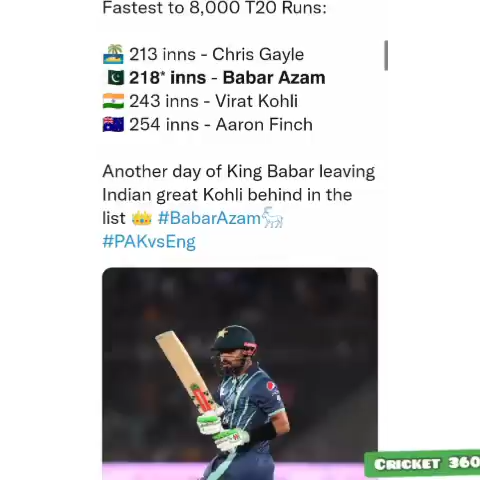 Fastest to 8,000 T20 Runs:
213 inns - Chris Gayle
218* inns - Babar Azam
243 inns - Virat Kohli
254 inns - Aaron Finch
Another day of King Babar leaving
Indian great Kohli behind in the
list 👑 #BabarAzam
#PAKvsEng
CRICKET 360